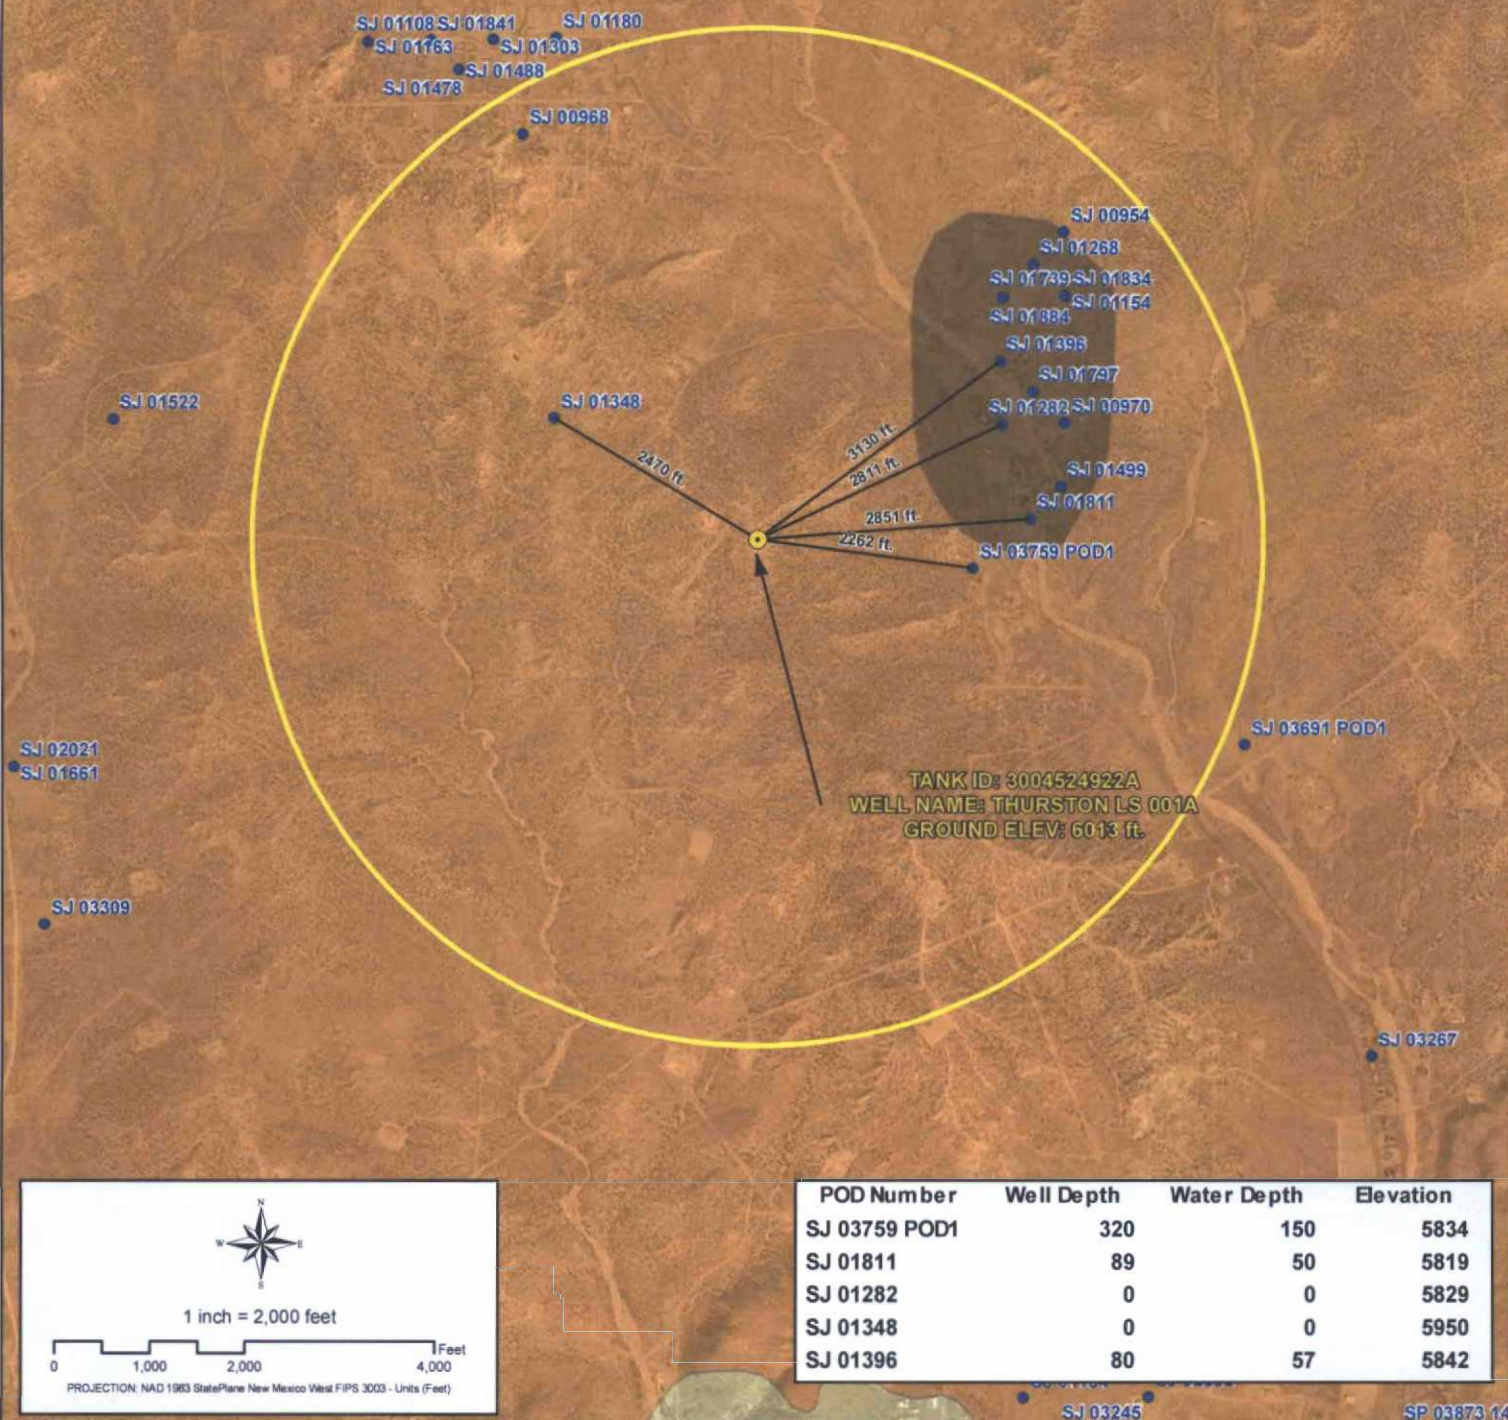 SJ 01108 SJ 01841
SJ 01180
SJ 01163
SJ 01303
SJ 01488
SJ 01478
SJ 00968
SJ 00954
SJ 01268
SJ 01739 SJ 01834
SJ 01154
SJ 01884
SJ 01396
SJ 01797
SJ 01522
SJ 01348
SJ 01282 SJ 00970
3130 ft.
2470 ft.
2811 ft.
SJ 01499
SJ 01811
2851 ft.
2262 ft.
SJ 03759 POD1
SJ 03691 POD1
SJ 02021
SJ 01661
TANK ID: 3004524922A
WELL NAME: THURSTON LS 001A
GROUND ELEV: 6013 ft.
SJ 03309
SJ 03267
N
W E
S
1 inch = 2,000 feet
Feet
0 1,000 2,000 4,000
PROJECTION: NAD 1983 StatePlane New Mexico West FIPS 3003 - Units (Feet)
POD Number Well Depth Water Depth Elevation
SJ 03759 POD1 320 150 5834
SJ 01811 89 50 5819
SJ 01282 0 0 5829
SJ 01348 0 0 5950
SJ 01396 80 57 5842
SJ 03245
SP 03873